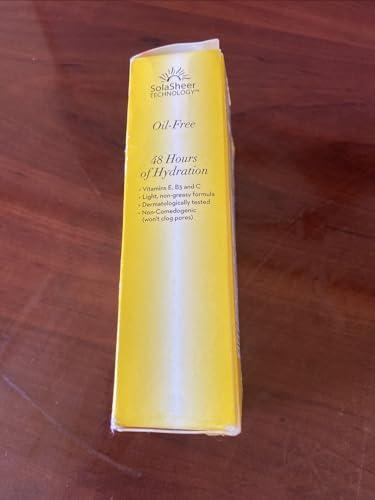 SolaSheer
TECHNOLOGY™
Oil-Free
48 Hours
of Hydration
• Vitamins E, B3 and C
• Light, non-greasy formula
• Dermatologically tested
• Non-Comedogenic
(won't clog pores)